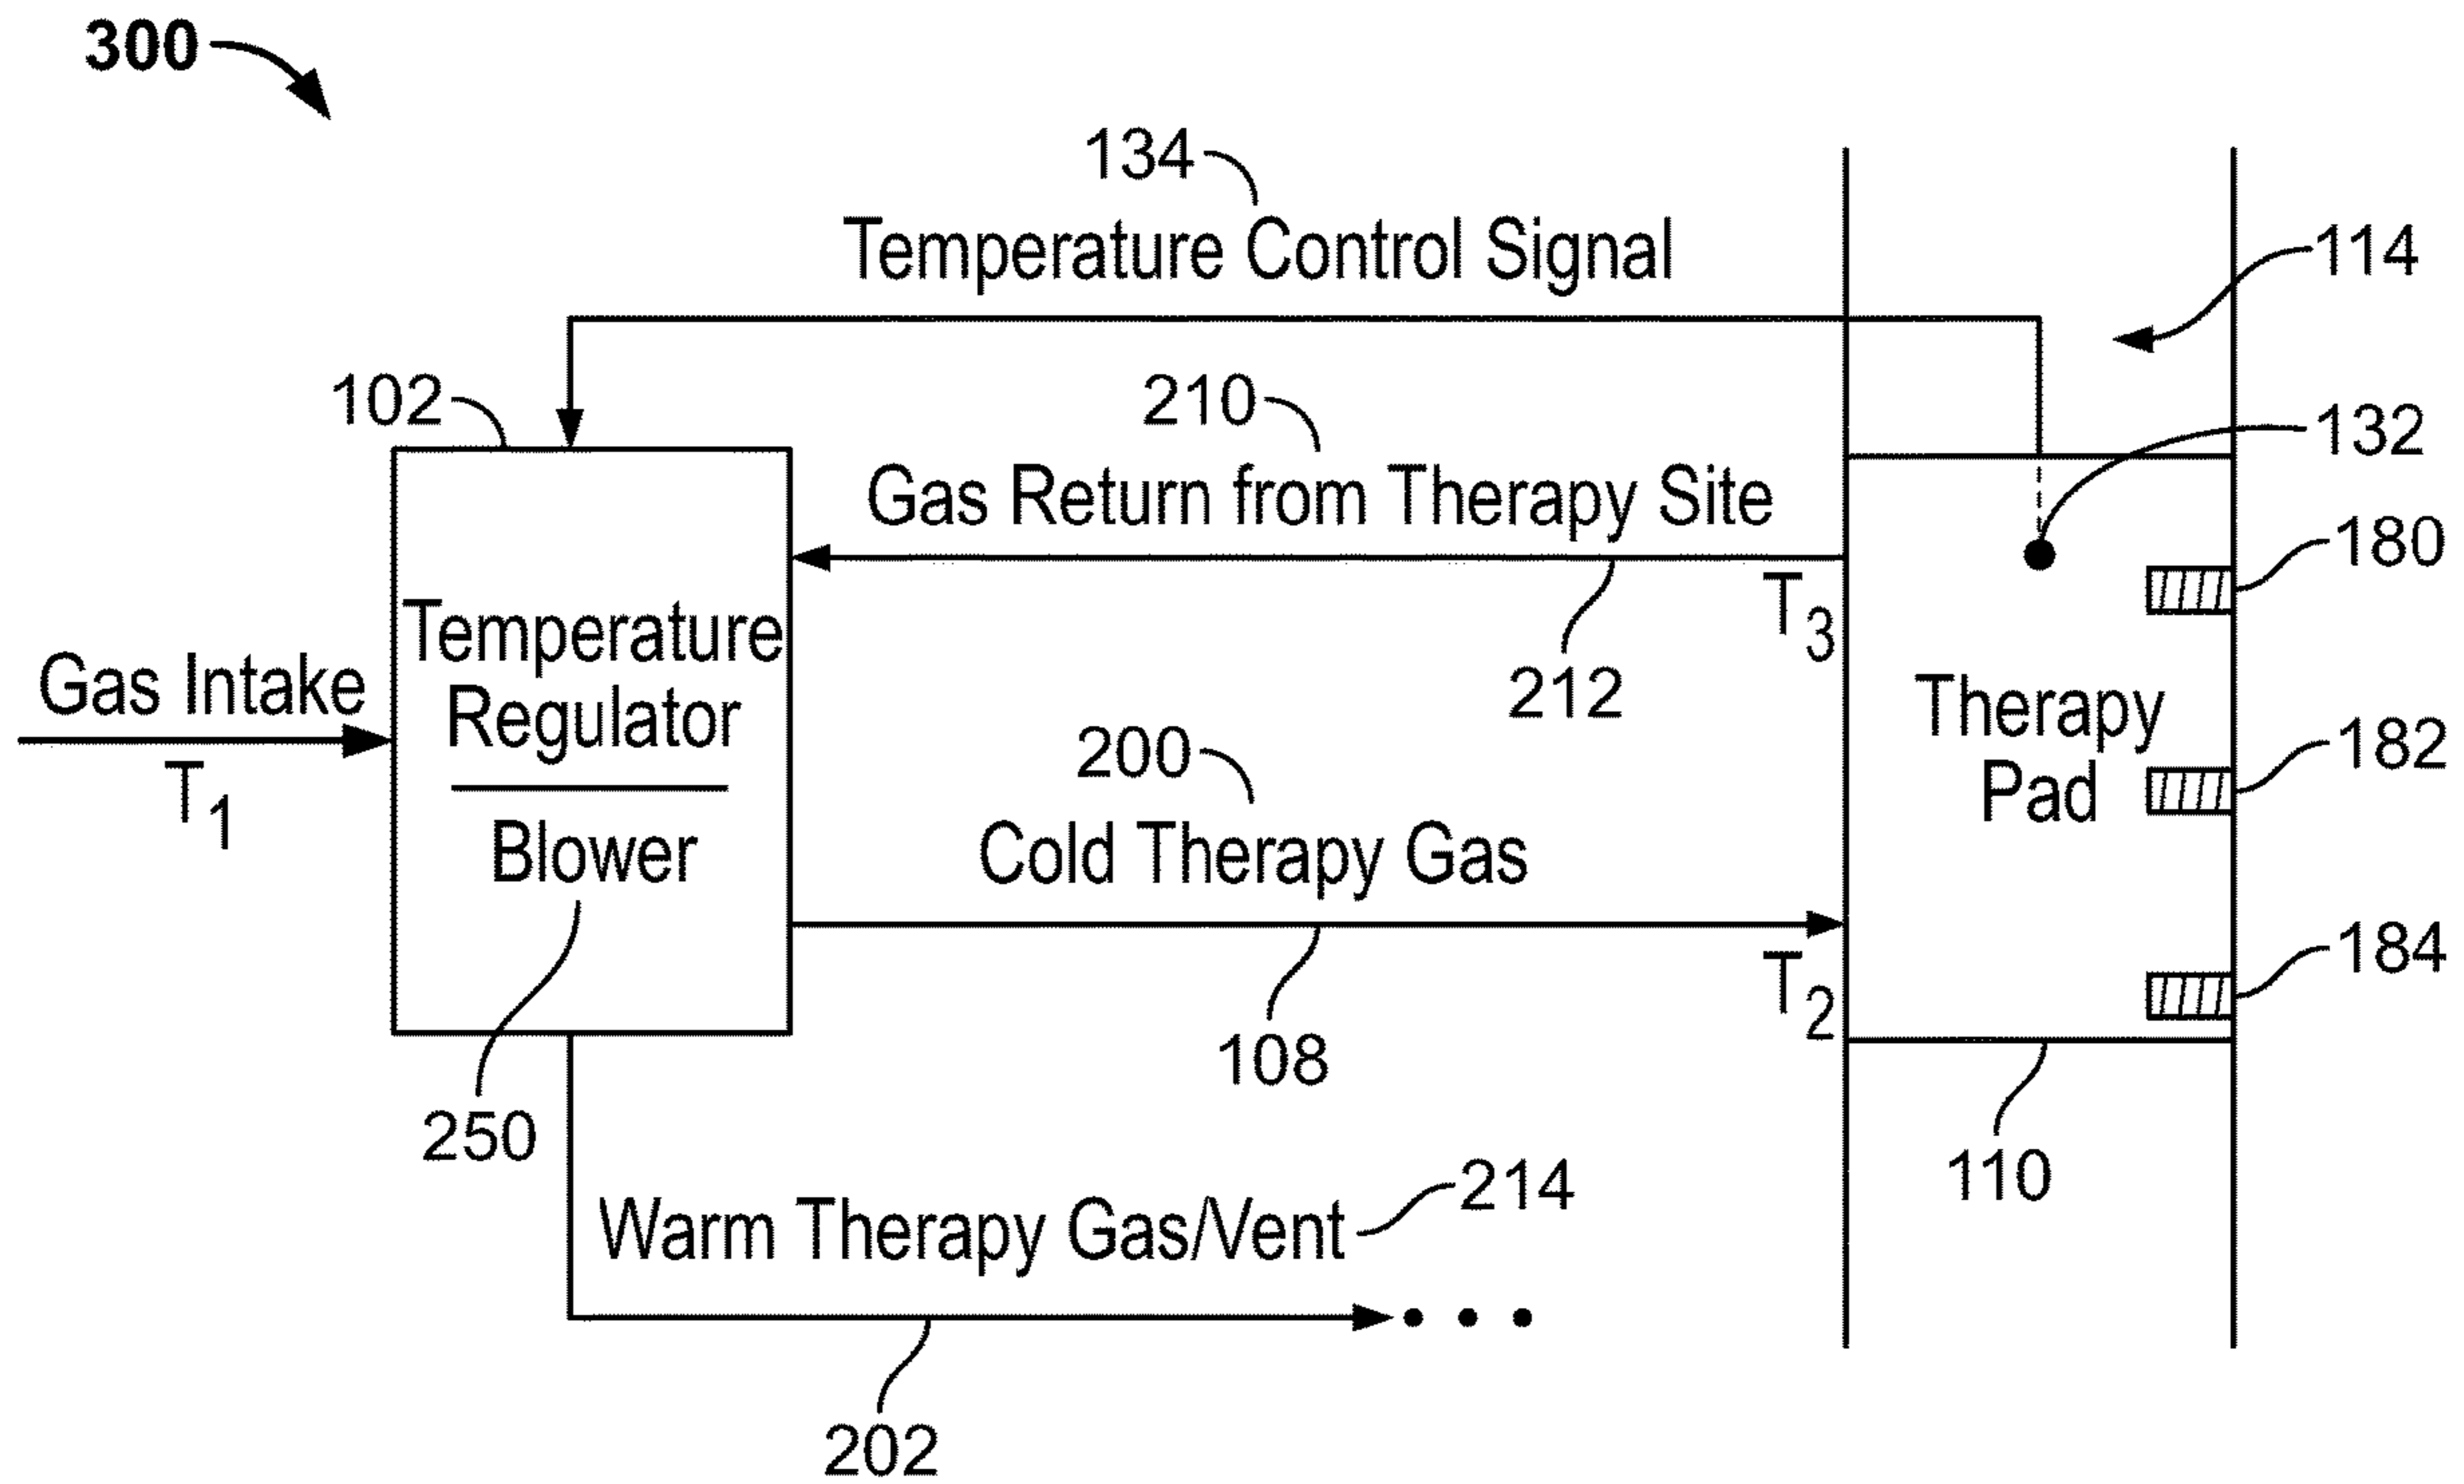 300
134
Temperature Control Signal
114
102
210
132
Gas Return from Therapy Site
180
T3
212
Gas Intake
T1
Temperature
Regulator
Blower
Therapy
Pad
182
200
Cold Therapy Gas
184
T2
108
250
110
Warm Therapy Gas/Vent
214
202